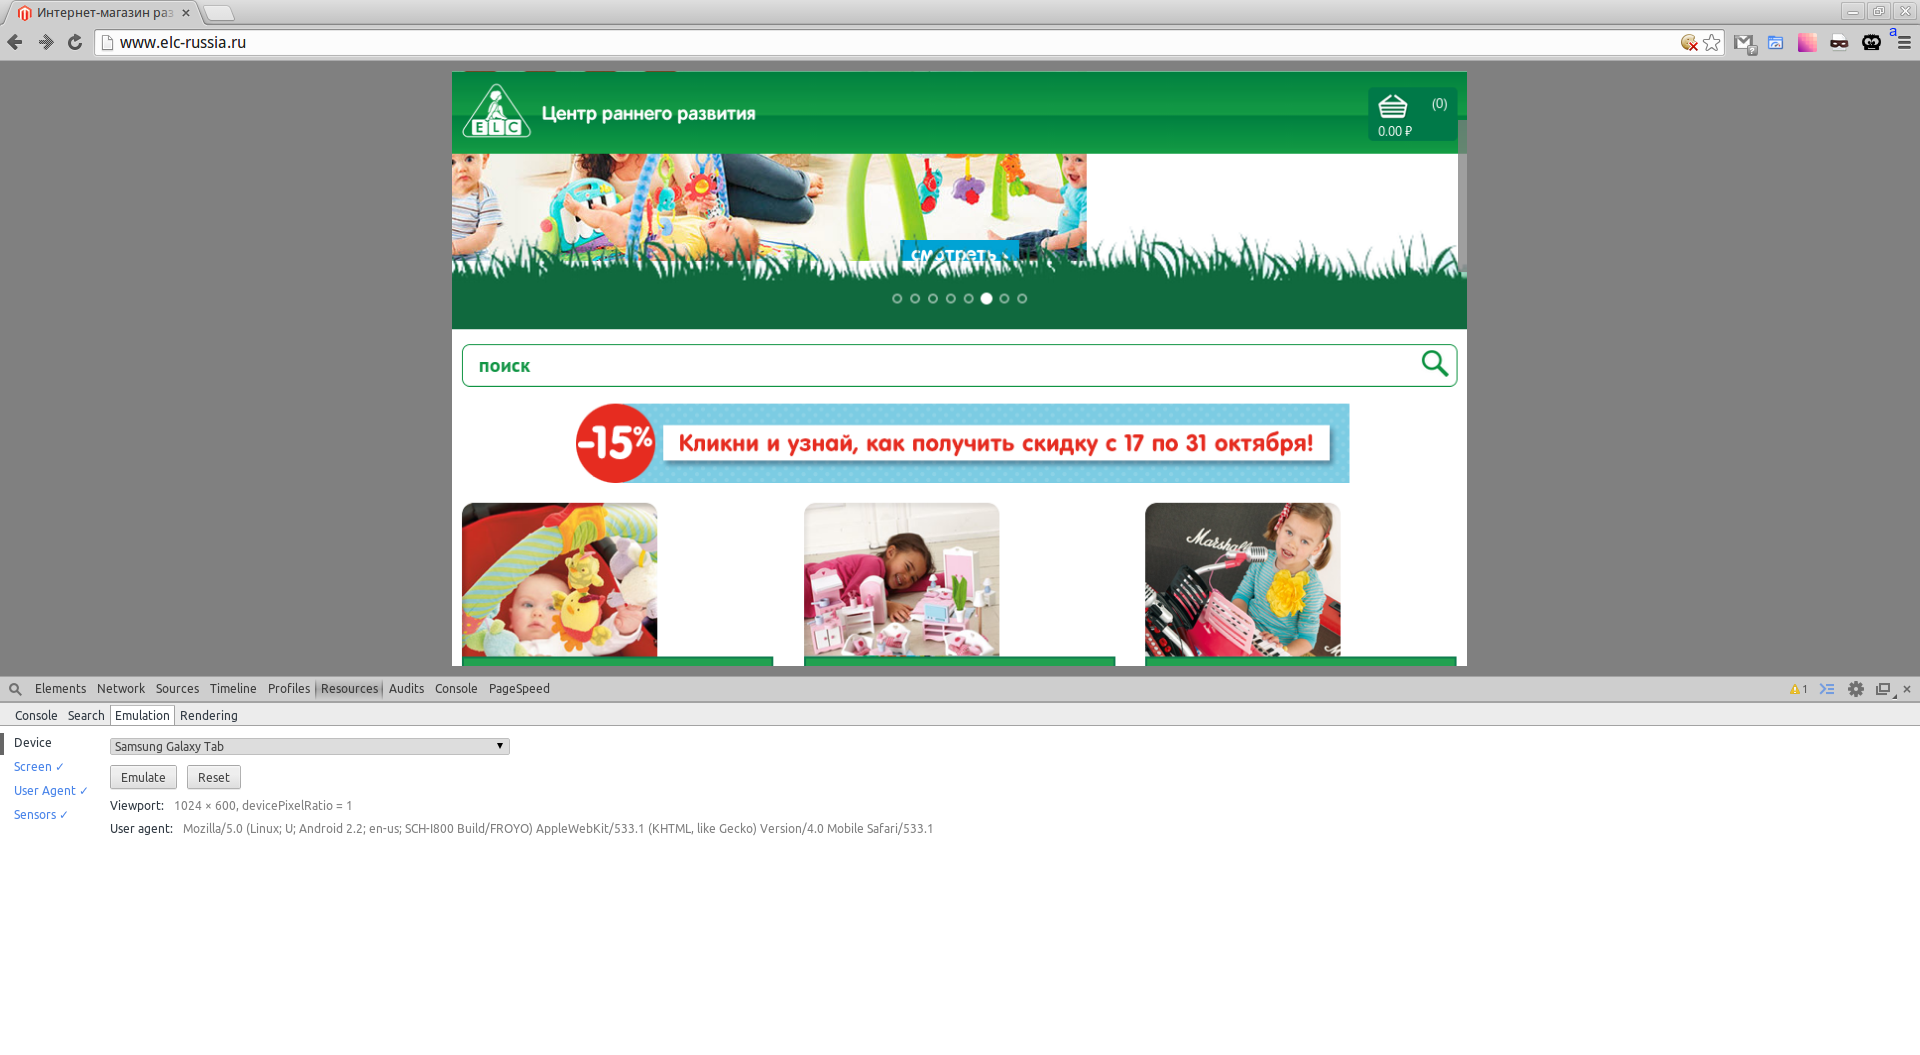 Интернет-магазин раз
www.elc-russia.ru
a
ELC
Центр раннего развития
(0)
0.00 ₽
смотреть
поиск
-15%
Кликни и узнай, как получить скидку с 17 по 31 октября!
Marshall
Elements Network Sources Timeline Profiles Resources Audits Console PageSpeed
1
Console Search Emulation Rendering
Device
Samsung Galaxy Tab
Screen ✓
Emulate Reset
User Agent ✓
Viewport: 1024 × 600, devicePixelRatio = 1
Sensors ✓
User agent: Mozilla/5.0 (Linux; U; Android 2.2; en-us; SCH-I800 Build/FROYO) AppleWebKit/533.1 (KHTML, like Gecko) Version/4.0 Mobile Safari/533.1